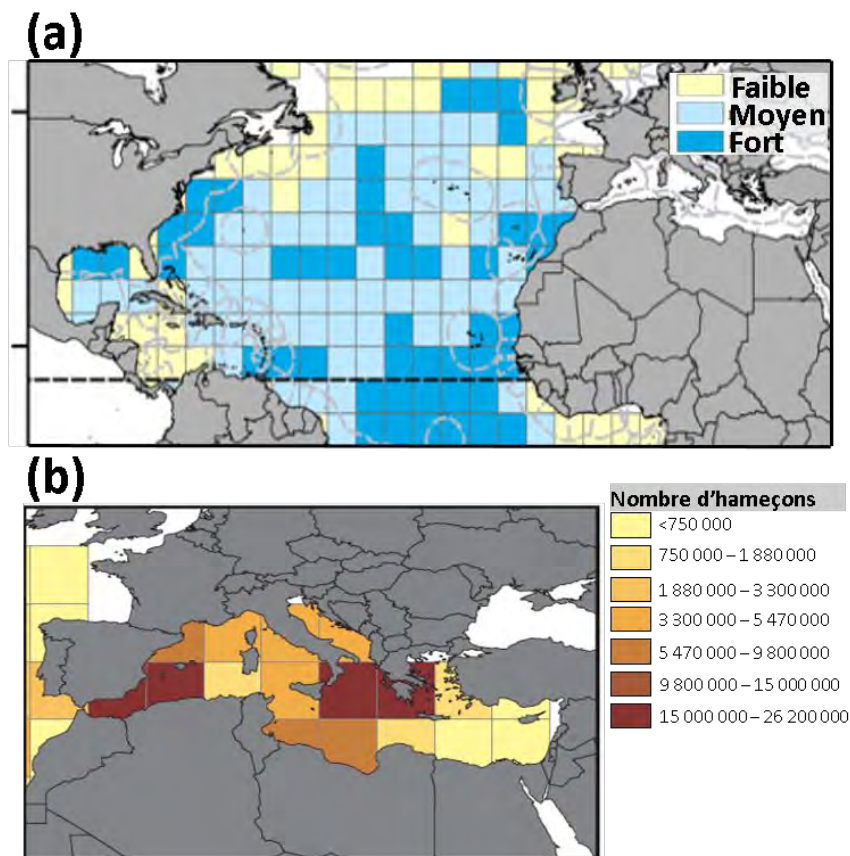 (a)
Faible
Moyen
Fort
(b)
Nombre d'hameçons
<750 000
750 000 – 1 880 000
1 880 000 – 3 300 000
3 300 000 – 5 470 000
5 470 000 – 9 800 000
9 800 000 – 15 000 000
15 000 000 – 26 200 000